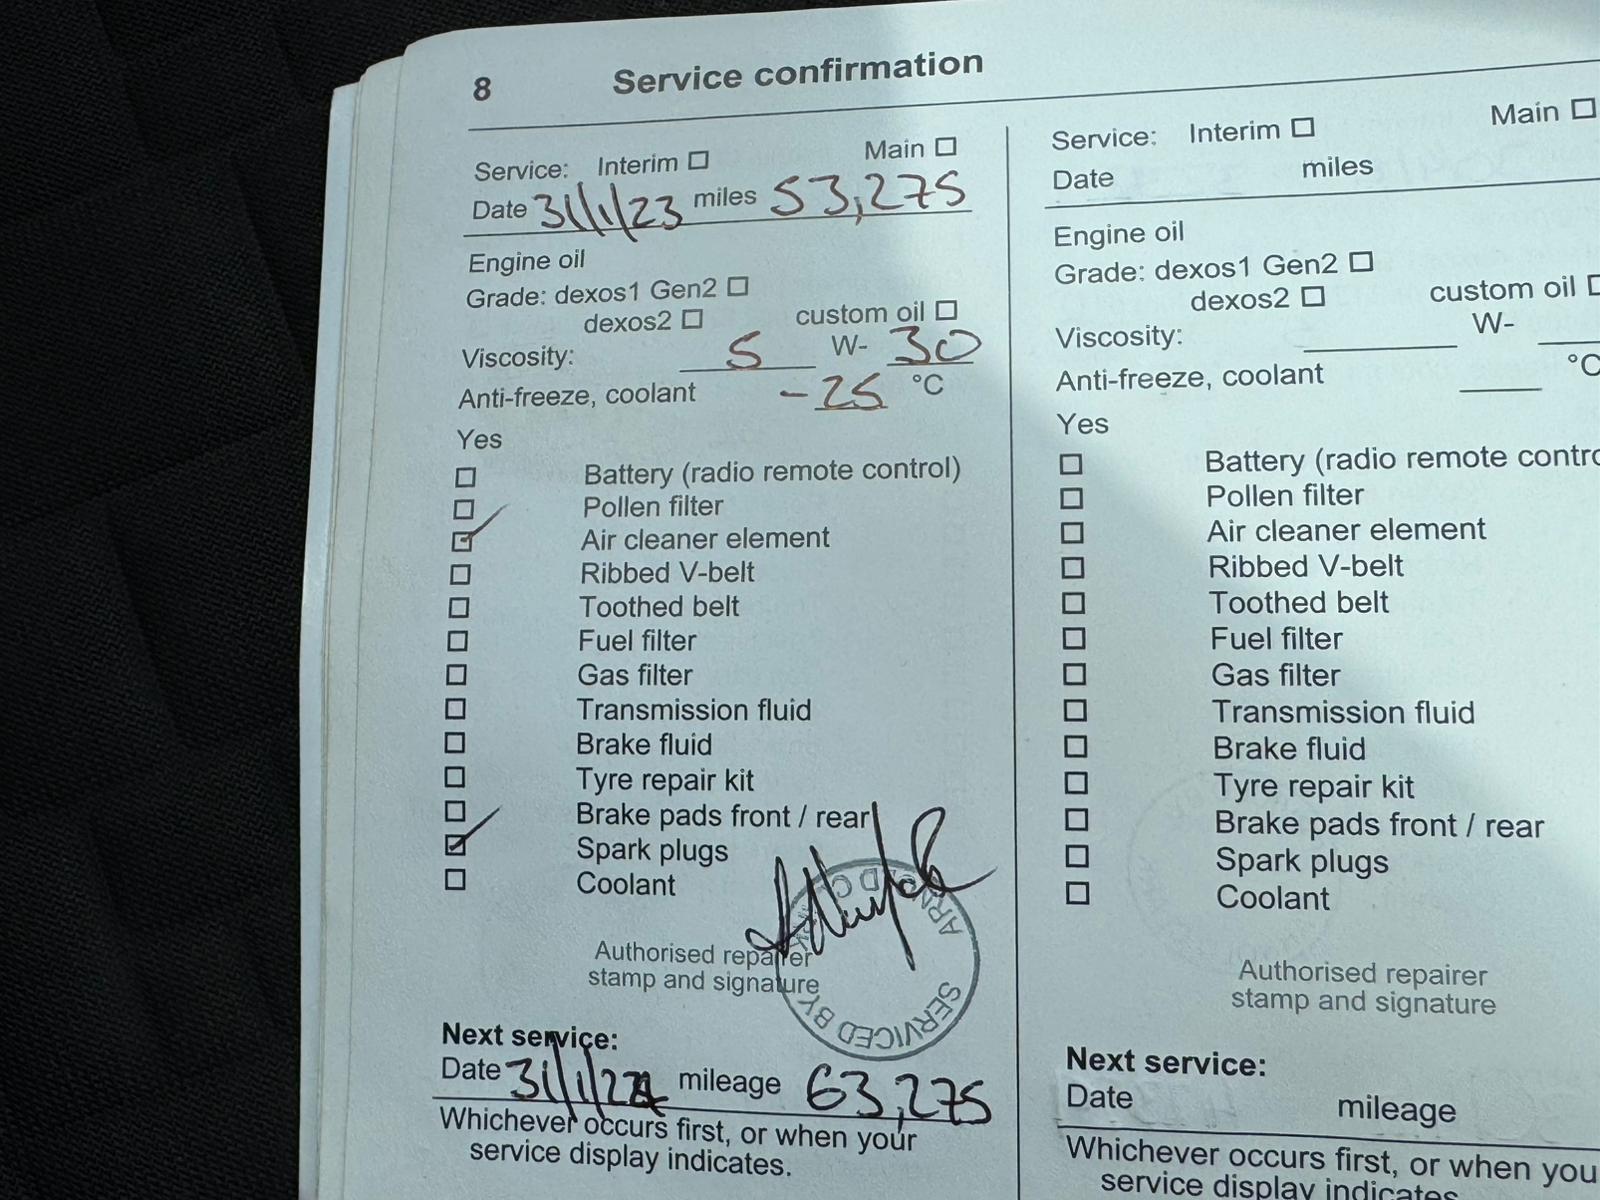 8 Service confirmation
Service: Interim ☐ Main ☐
Date 31/1/23 miles 53,275
Engine oil
Grade: dexos1 Gen2 ☐
dexos2 ☐ custom oil ☐
Viscosity: 5 W- 30
Anti-freeze, coolant -25 °C
Yes
☐ Battery (radio remote control)
☐ Pollen filter
☑ Air cleaner element
☐ Ribbed V-belt
☐ Toothed belt
☐ Fuel filter
☐ Gas filter
☐ Transmission fluid
☐ Brake fluid
☐ Tyre repair kit
☐ Brake pads front / rear
☑ Spark plugs
☐ Coolant
Authorised repairer
stamp and signature
SERVICED BY
Next service:
Date 31/1/24 mileage 63,275
Whichever occurs first, or when your
service display indicates.
Service: Interim ☐ Main ☐
Date miles
Engine oil
Grade: dexos1 Gen2 ☐
dexos2 ☐ custom oil ☐
Viscosity: W-
Anti-freeze, coolant °C
Yes
☐ Battery (radio remote contro
☐ Pollen filter
☐ Air cleaner element
☐ Ribbed V-belt
☐ Toothed belt
☐ Fuel filter
☐ Gas filter
☐ Transmission fluid
☐ Brake fluid
☐ Tyre repair kit
☐ Brake pads front / rear
☐ Spark plugs
☐ Coolant
Authorised repairer
stamp and signature
Next service:
Date mileage
Whichever occurs first, or when you
service display indicates